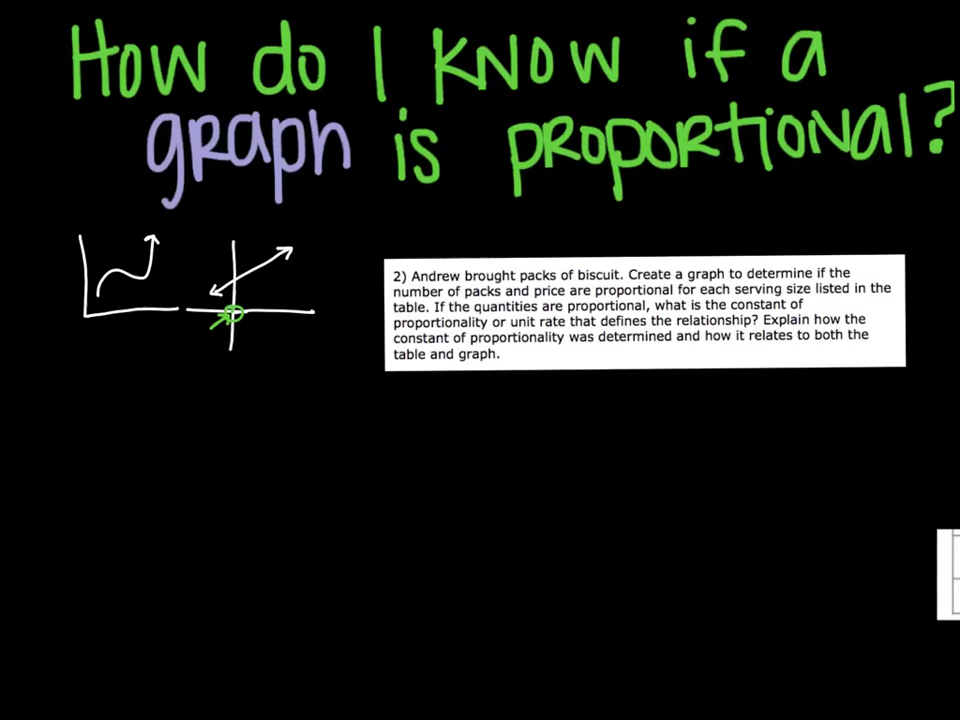 How do I know if a
graph is proportional?
2) Andrew brought packs of biscuit. Create a graph to determine if the
number of packs and price are proportional for each serving size listed in the
table. If the quantities are proportional, what is the constant of
proportionality or unit rate that defines the relationship? Explain how the
constant of proportionality was determined and how it relates to both the
table and graph.